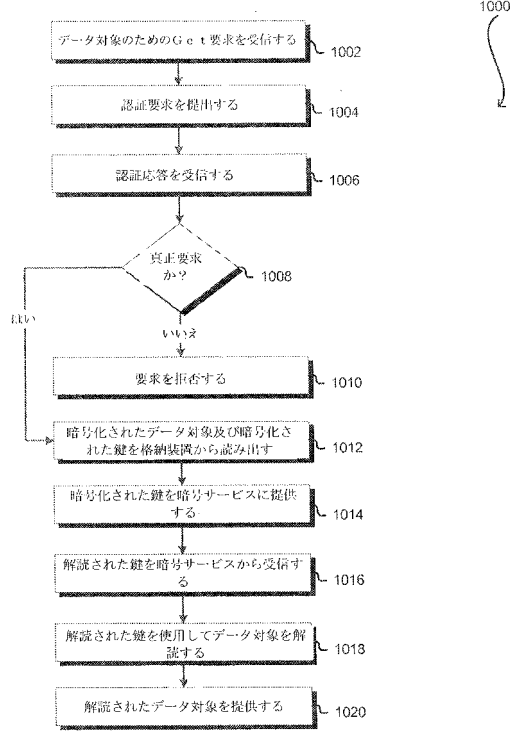 1000
データ対象のためのGet要求を受信する
1002
認証要求を提出する
1004
認証応答を受信する
1006
真正要求
か？
1008
はい
いいえ
要求を拒否する
1010
暗号化されたデータ対象及び暗号化さ
れた鍵を格納装置から読み出す
1012
暗号化された鍵を暗号サービスに提供
する
1014
解読された鍵を暗号サービスから受信す
る
1016
解読された鍵を使用してデータ対象を解
読する
1018
解読されたデータ対象を提供する
1020